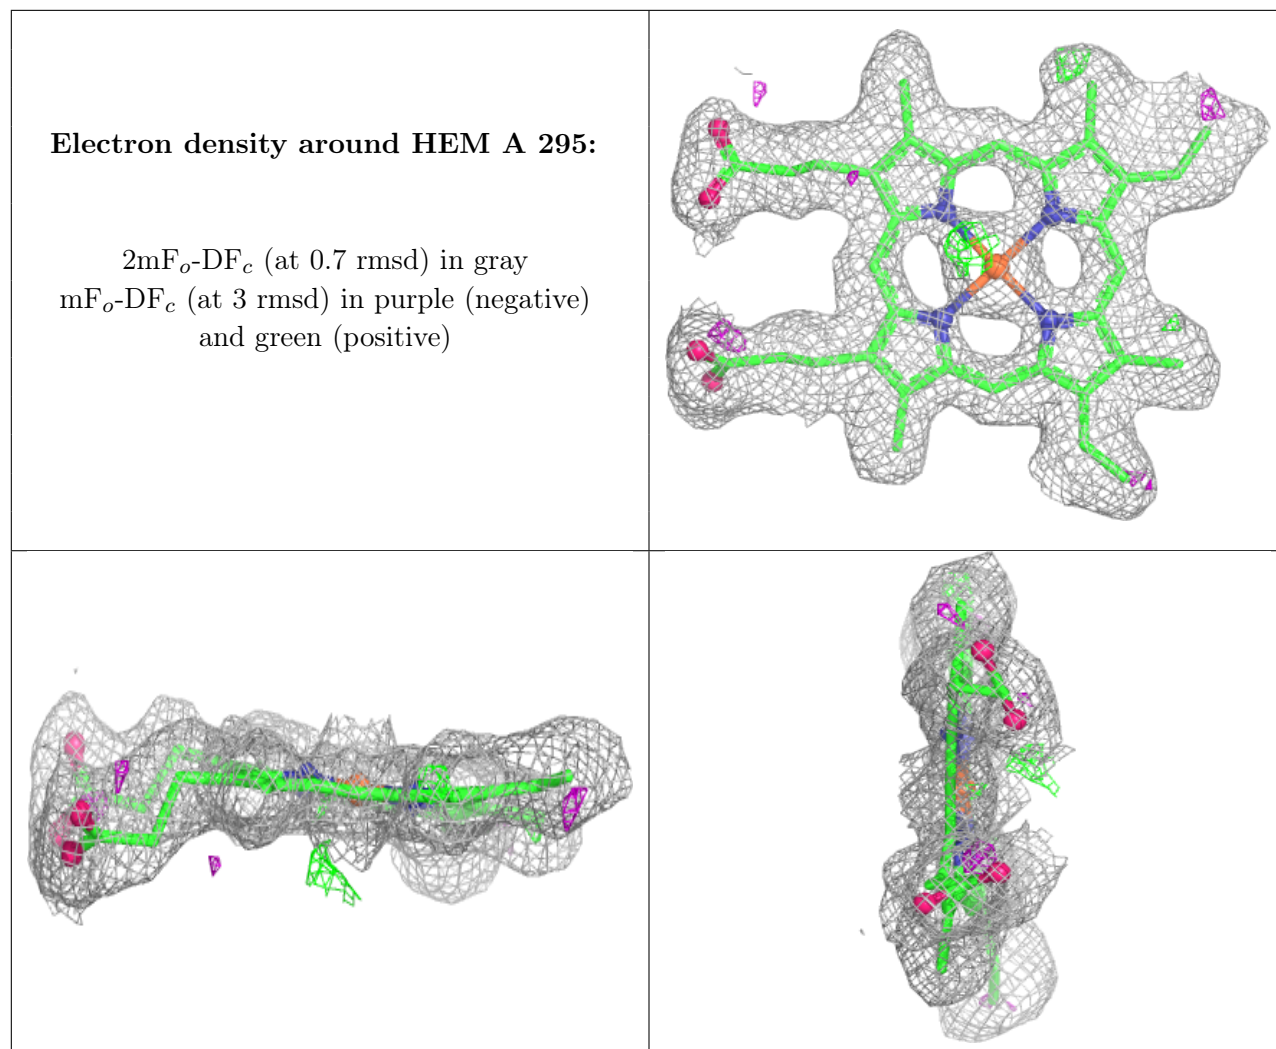 Electron density around HEM A 295:
2mFo-DFc (at 0.7 rmsd) in gray
mFo-DFc (at 3 rmsd) in purple (negative)
and green (positive)